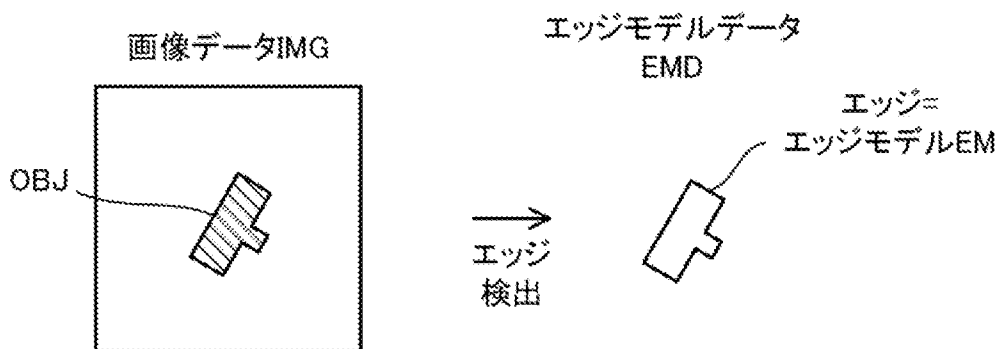 画像データIMG
エッジモデルデータ
EMD
エッジ=
エッジモデルEM
OBJ
エッジ
検出